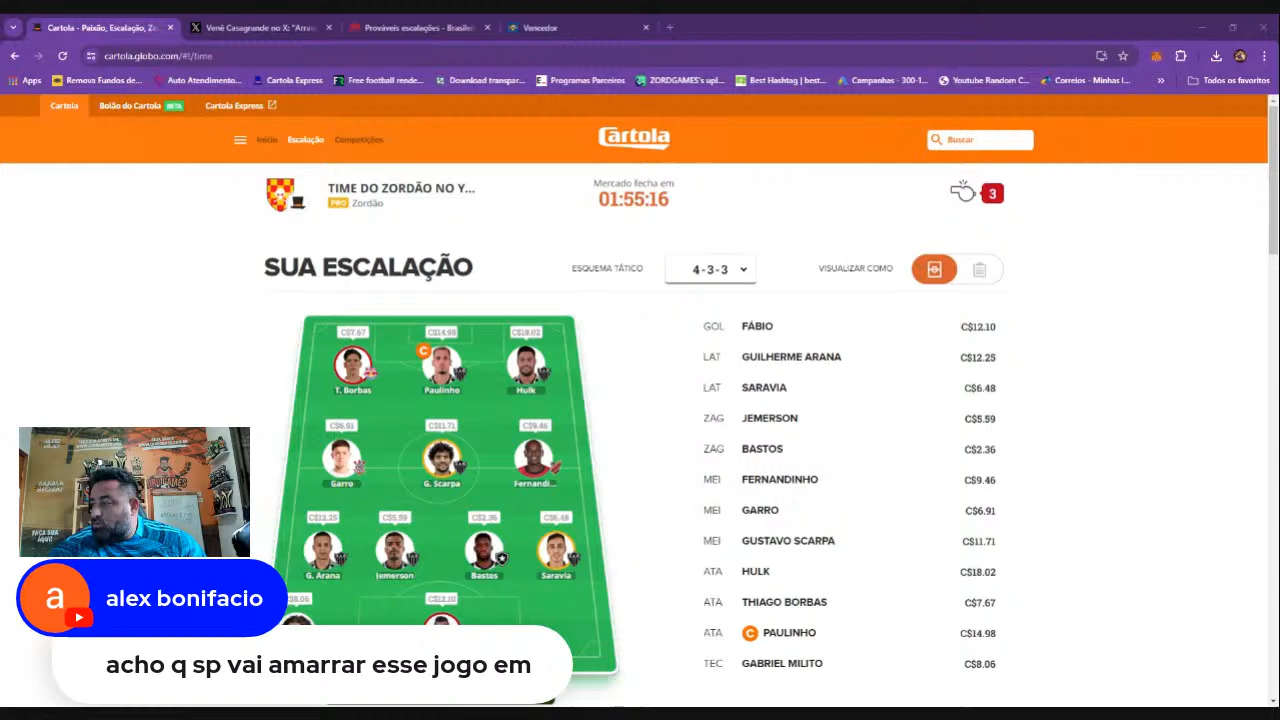 Cartola - Paixão, Escalação, Zo
Venê Casagrande no X: "Arras
Prováveis escalações - Brasilei
Vencedor
cartola.globo.com/#!/time
Apps
Remova Fundos de...
Auto Atendimento...
Cartola Express
Free football rende...
Download transpar...
Programas Parceiros
ZORDGAMES's upl...
Best Hashtag | best...
Campanhas - 300-1...
Youtube Random C...
Correios - Minhas I...
Todos os favoritos
Cartola
Bolão do Cartola BETA
Cartola Express
Início
Escalação
Competições
Cartola
Buscar
TIME DO ZORDÃO NO Y...
PRO Zordão
Mercado fecha em
01:55:16
3
SUA ESCALAÇÃO
ESQUEMA TÁTICO
4-3-3
VISUALIZAR COMO
C$7.67
C$14.98
C$18.02
C
T. Borbas
Paulinho
Hulk
C$6.91
C$11.71
C$9.46
Garro
G. Scarpa
Fernandi...
C$12.25
C$5.59
C$2.36
C$6.48
G. Arana
Jemerson
Bastos
Saravia
C$8.06
C$12.10
GOL FÁBIO C$12.10
LAT GUILHERME ARANA C$12.25
LAT SARAVIA C$6.48
ZAG JEMERSON C$5.59
ZAG BASTOS C$2.36
MEI FERNANDINHO C$9.46
MEI GARRO C$6.91
MEI GUSTAVO SCARPA C$11.71
ATA HULK C$18.02
ATA THIAGO BORBAS C$7.67
ATA C PAULINHO C$14.98
TEC GABRIEL MILITO C$8.06
a
alex bonifacio
acho q sp vai amarrar esse jogo em